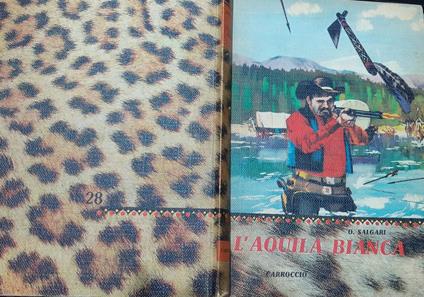 28
O. SALGARI
L'AQUILA BIANCA
CARROCCIO